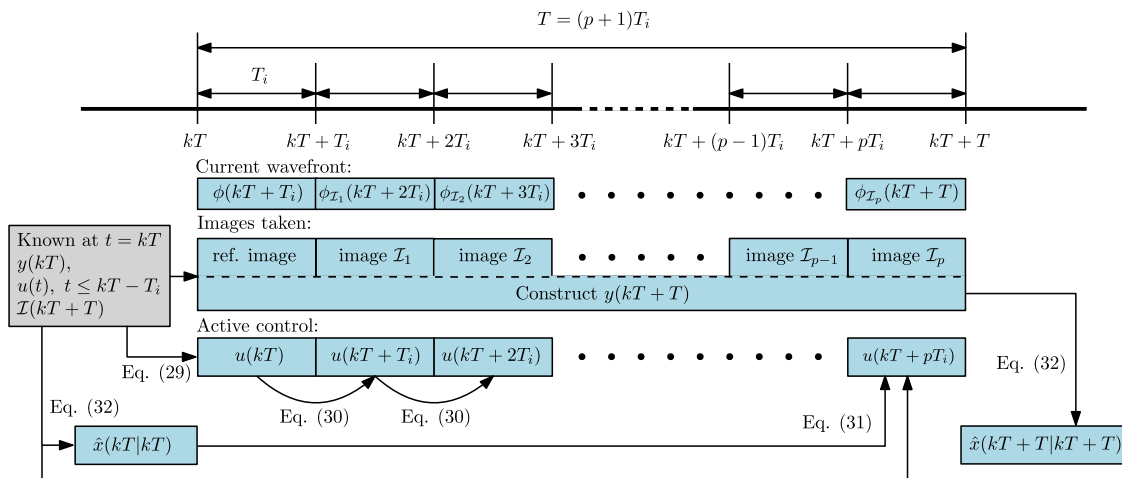 T = (p + 1)T_i
T_i
kT kT + T_i kT + 2T_i kT + 3T_i kT + (p − 1)T_i kT + pT_i kT + T
Current wavefront:
ϕ(kT + T_i) ϕ_{ℐ_1}(kT + 2T_i) ϕ_{ℐ_2}(kT + 3T_i) ϕ_{ℐ_p}(kT + T)
Images taken:
ref. image image ℐ_1 image ℐ_2 image ℐ_{p−1} image ℐ_p
Construct y(kT + T)
Known at t = kT
y(kT),
u(t), t ≤ kT − T_i
ℐ(kT + T)
Active control:
u(kT) u(kT + T_i) u(kT + 2T_i) u(kT + pT_i)
Eq. (29)
Eq. (30) Eq. (30)
Eq. (32)
Eq. (31)
Eq. (32)
x̂(kT|kT)
x̂(kT + T|kT + T)